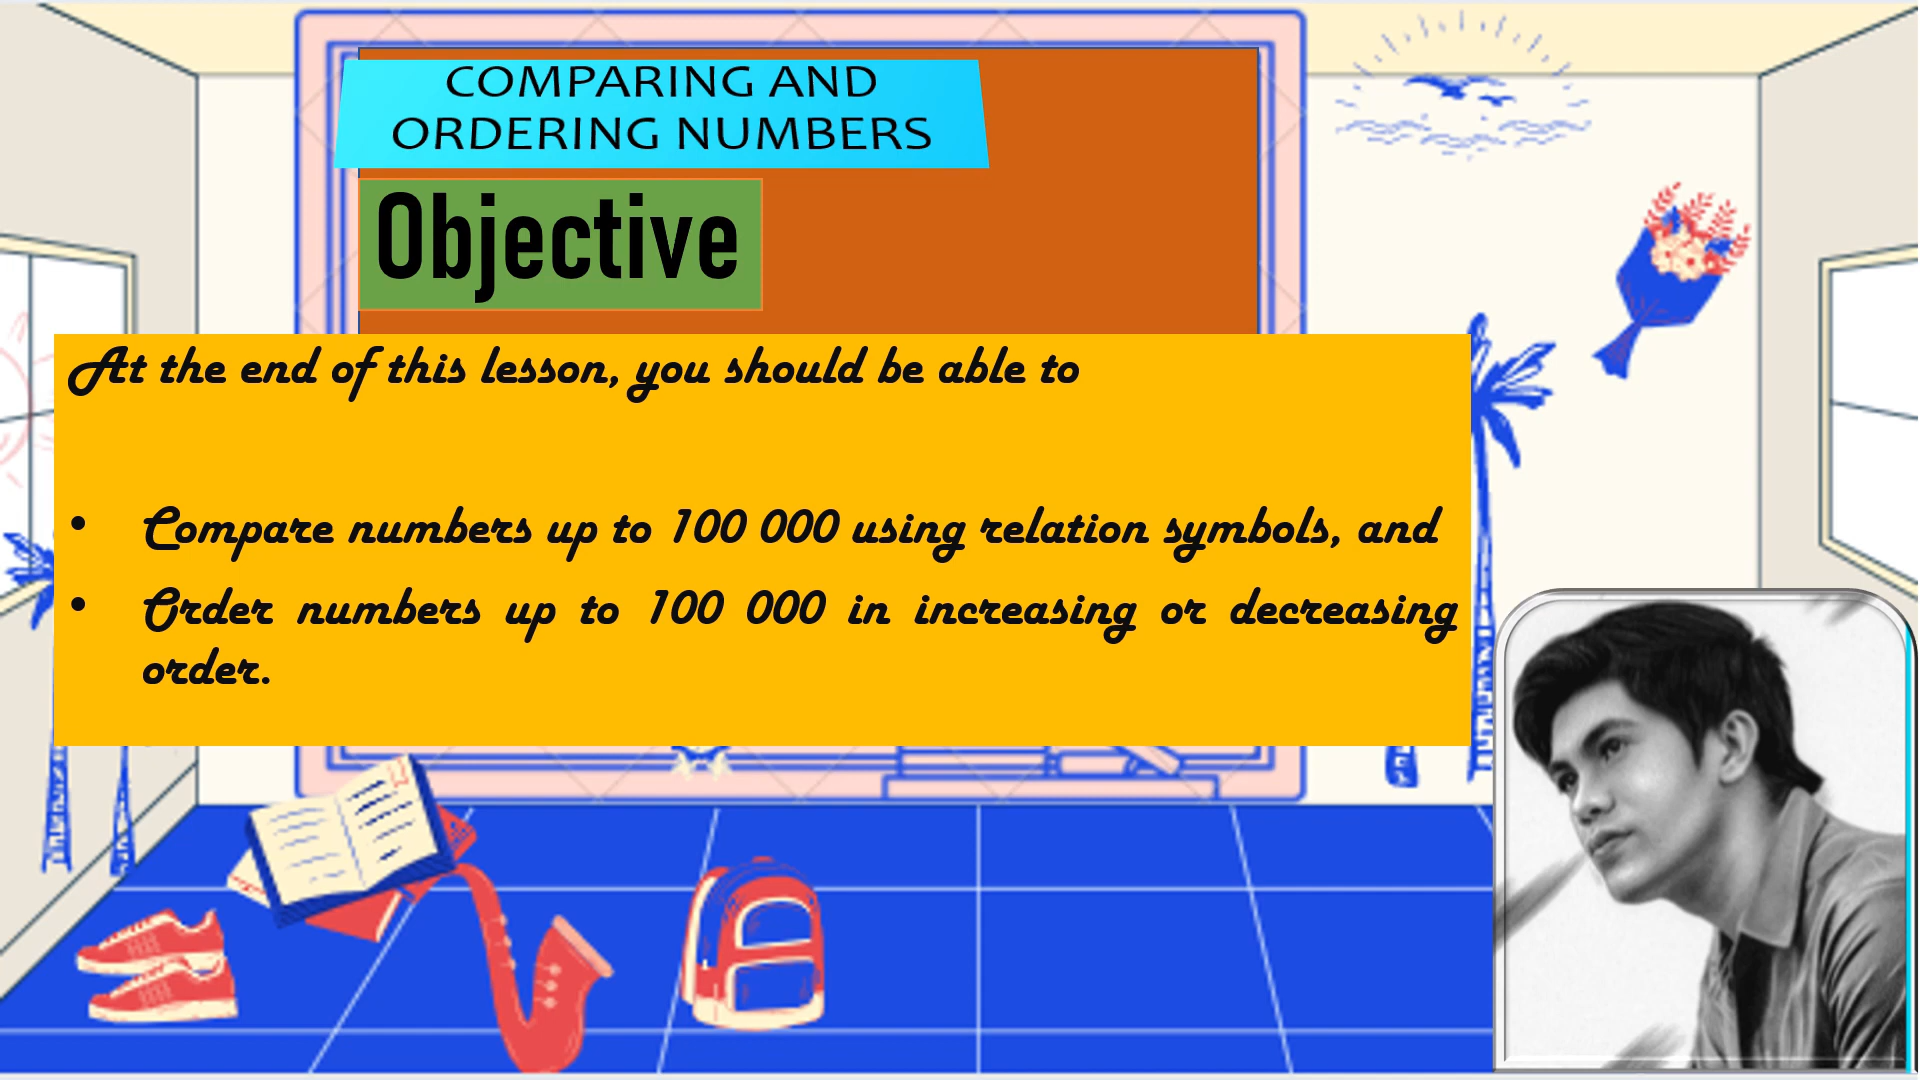 COMPARING AND
ORDERING NUMBERS
Objective
At the end of this lesson, you should be able to
• Compare numbers up to 100 000 using relation symbols, and
• Order numbers up to 100 000 in increasing or decreasing
order.